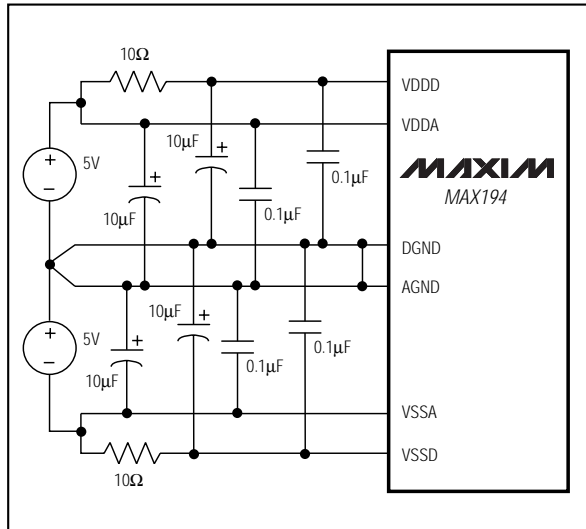 10Ω
VDDD
VDDA
10µF
+
+
5V
−
+
0.1µF
MAXIM
MAX194
10µF
0.1µF
DGND
AGND
10µF
+
+
5V
−
+
0.1µF
10µF
0.1µF
VSSA
VSSD
10Ω